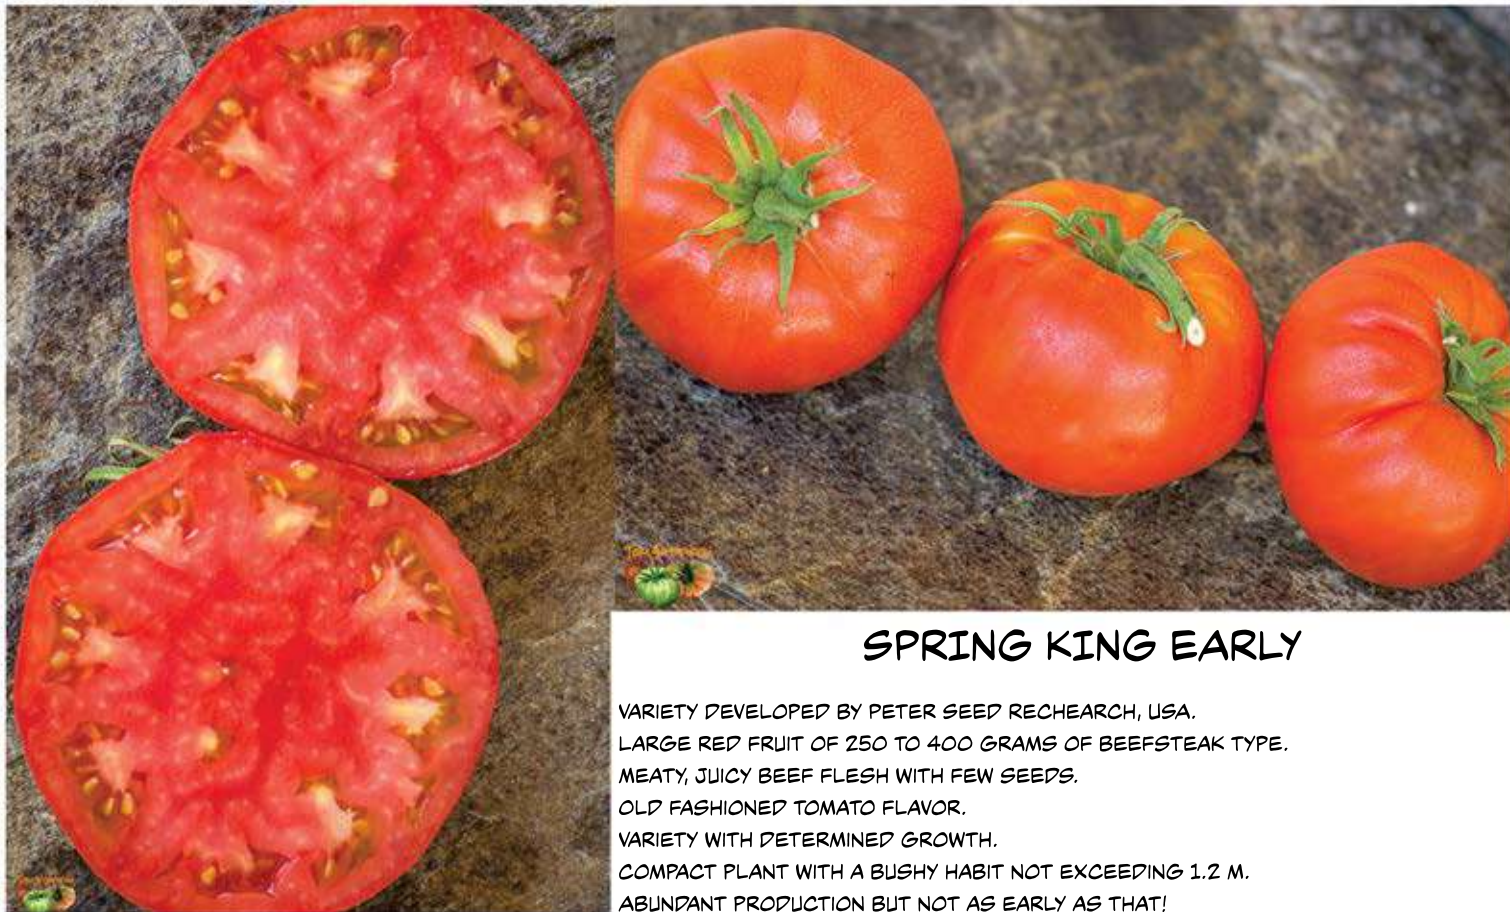 SPRING KING EARLY
VARIETY DEVELOPED BY PETER SEED RECHEARCH, USA.
LARGE RED FRUIT OF 250 TO 400 GRAMS OF BEEFSTEAK TYPE.
MEATY, JUICY BEEF FLESH WITH FEW SEEDS.
OLD FASHIONED TOMATO FLAVOR.
VARIETY WITH DETERMINED GROWTH.
COMPACT PLANT WITH A BUSHY HABIT NOT EXCEEDING 1.2 M.
ABUNDANT PRODUCTION BUT NOT AS EARLY AS THAT!